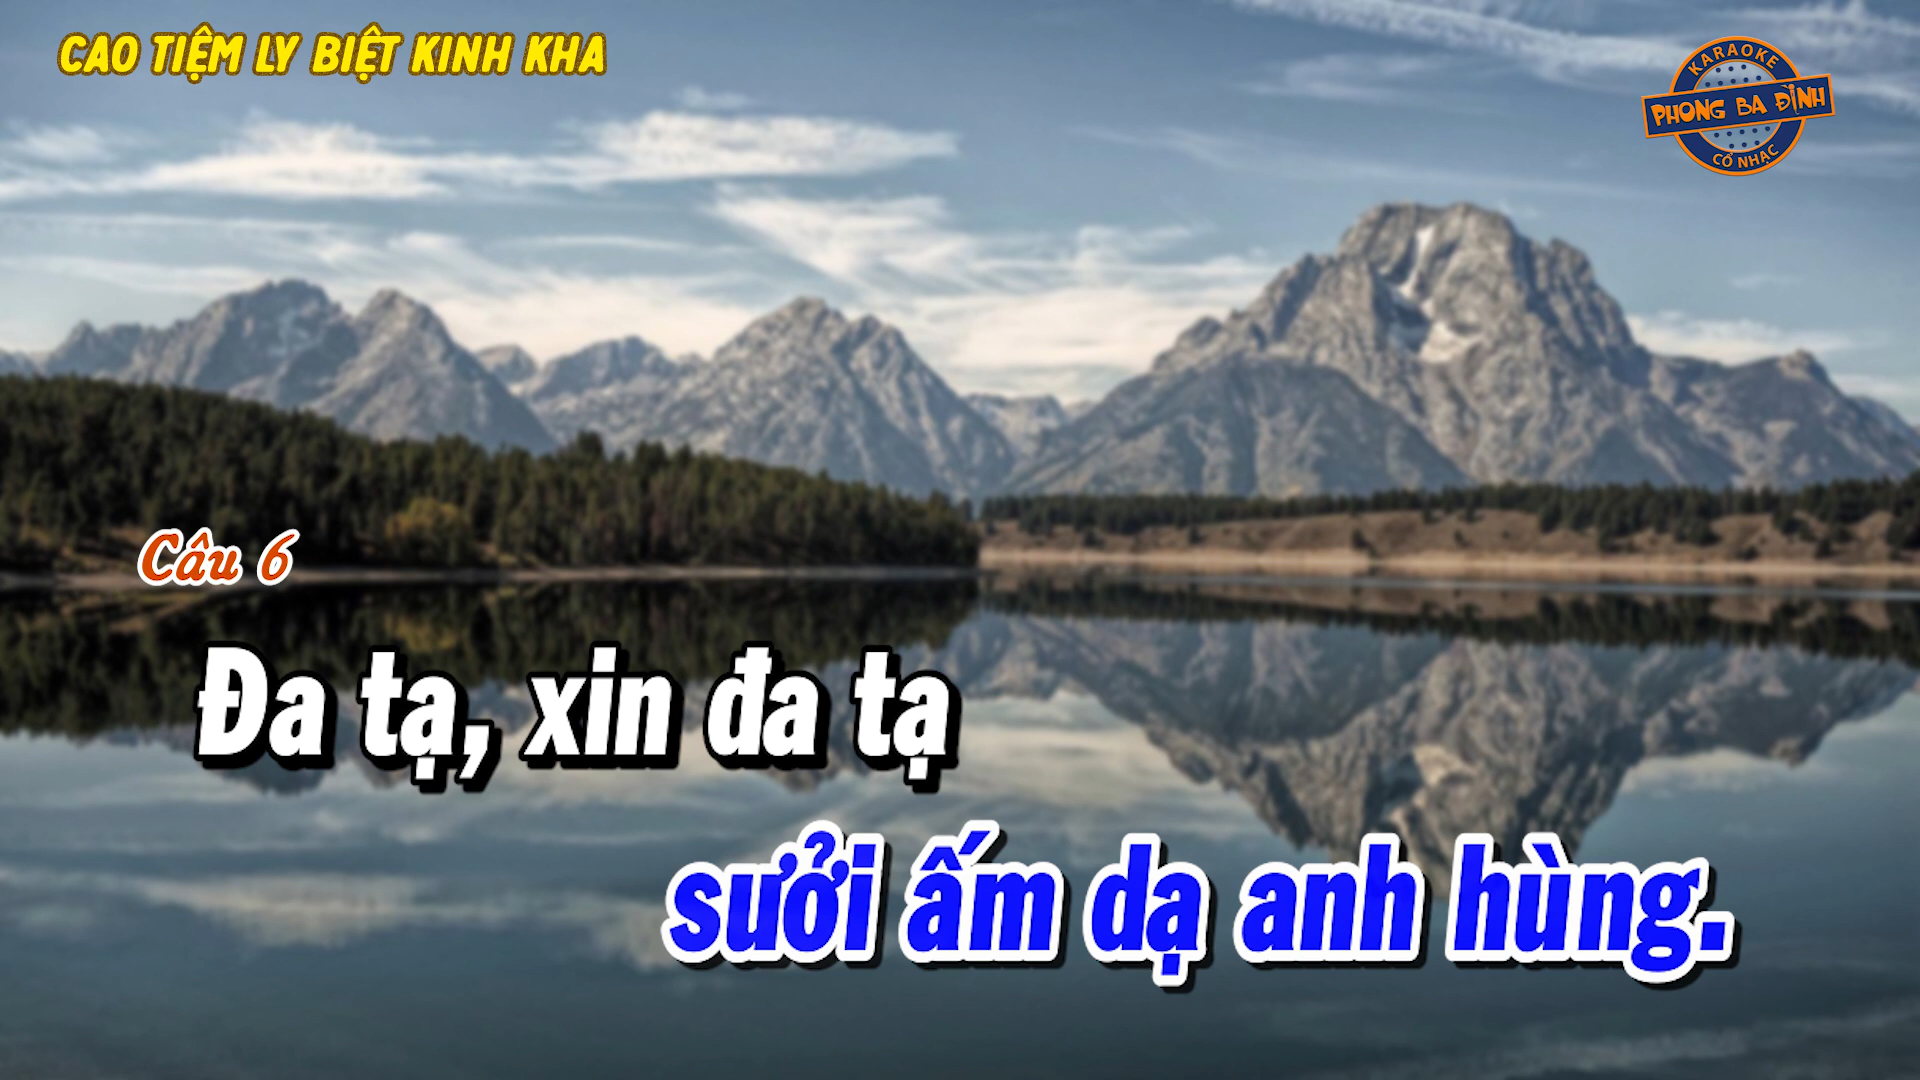 CAO TIỆM LY BIỆT KINH KHA
KARAOKE
PHONG BA ĐÌNH
CỔ NHẠC
Câu 6
Đa tạ, xin đa tạ
sưởi ấm dạ anh hùng.